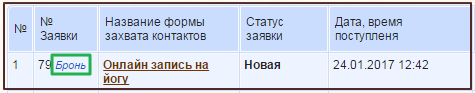 № № Заявки Название формы захвата контактов Статус заявки Дата, время поступленя
1 79 Бронь Онлайн запись на йогу Новая 24.01.2017 12:42